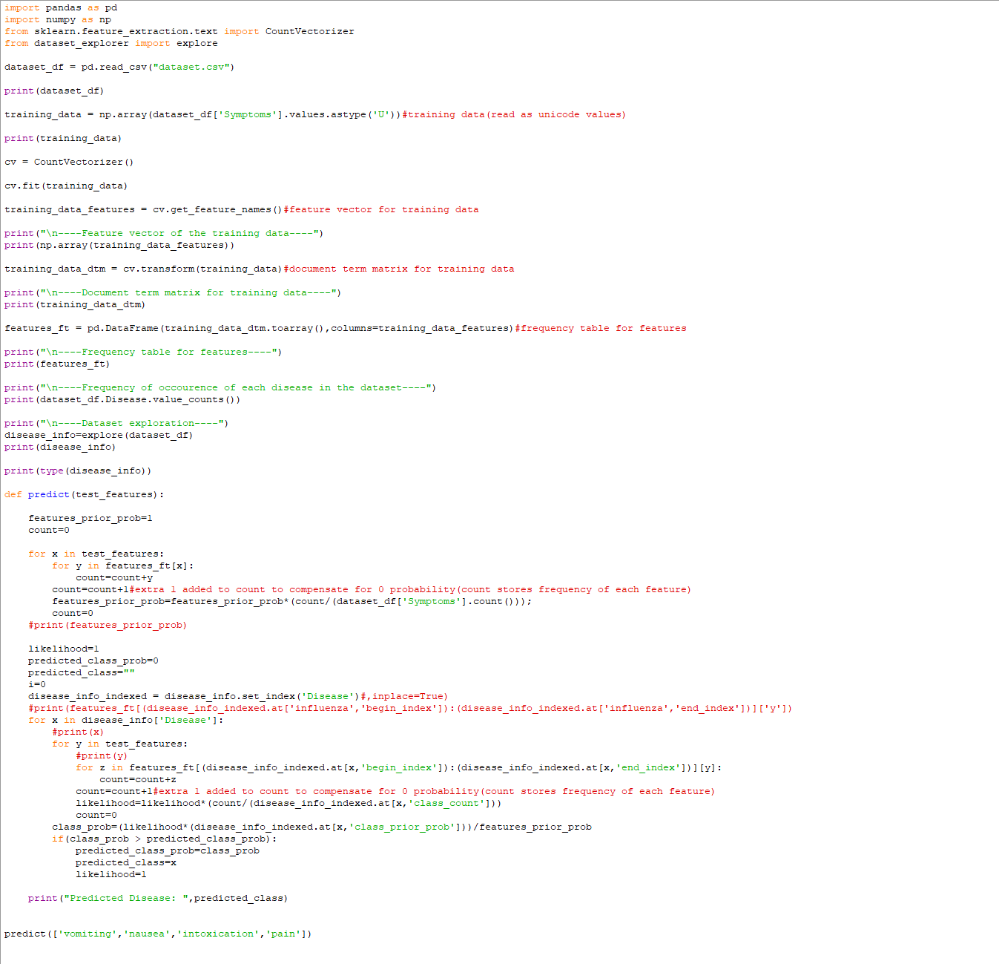 import pandas as pd
import numpy as np
from sklearn.feature_extraction.text import CountVectorizer
from dataset_explorer import explore
dataset_df = pd.read_csv("dataset.csv")
print(dataset_df)
training_data = np.array(dataset_df['Symptoms'].values.astype('U'))#training data(read as unicode values)
print(training_data)
cv = CountVectorizer()
cv.fit(training_data)
training_data_features = cv.get_feature_names()#feature vector for training data
print("\n----Feature vector of the training data----")
print(np.array(training_data_features))
training_data_dtm = cv.transform(training_data)#document term matrix for training data
print("\n----Document term matrix for training data----")
print(training_data_dtm)
features_ft = pd.DataFrame(training_data_dtm.toarray(),columns=training_data_features)#frequency table for features
print("\n----Frequency table for features----")
print(features_ft)
print("\n----Frequency of occourence of each disease in the dataset----")
print(dataset_df.Disease.value_counts())
print("\n----Dataset exploration----")
disease_info=explore(dataset_df)
print(disease_info)
print(type(disease_info))
def predict(test_features):
    features_prior_prob=1
    count=0
    for x in test_features:
        for y in features_ft[x]:
            count=count+y
        count=count+1#extra 1 added to count to compensate for 0 probability(count stores frequency of each feature)
        features_prior_prob=features_prior_prob*(count/(dataset_df['Symptoms'].count()));
        count=0
    #print(features_prior_prob)
    likelihood=1
    predicted_class_prob=0
    predicted_class=""
    i=0
    disease_info_indexed = disease_info.set_index('Disease')#,inplace=True)
    #print(features_ft[(disease_info_indexed.at['influenza','begin_index']):(disease_info_indexed.at['influenza','end_index'])]['y'])
    for x in disease_info['Disease']:
        #print(x)
        for y in test_features:
            #print(y)
            for z in features_ft[(disease_info_indexed.at[x,'begin_index']):(disease_info_indexed.at[x,'end_index'])][y]:
                count=count+z
            count=count+1#extra 1 added to count to compensate for 0 probability(count stores frequency of each feature)
            likelihood=likelihood*(count/(disease_info_indexed.at[x,'class_count']))
            count=0
        class_prob=(likelihood*(disease_info_indexed.at[x,'class_prior_prob']))/features_prior_prob
        if(class_prob > predicted_class_prob):
            predicted_class_prob=class_prob
            predicted_class=x
            likelihood=1
    print("Predicted Disease: ",predicted_class)
predict(['vomiting','nausea','intoxication','pain'])